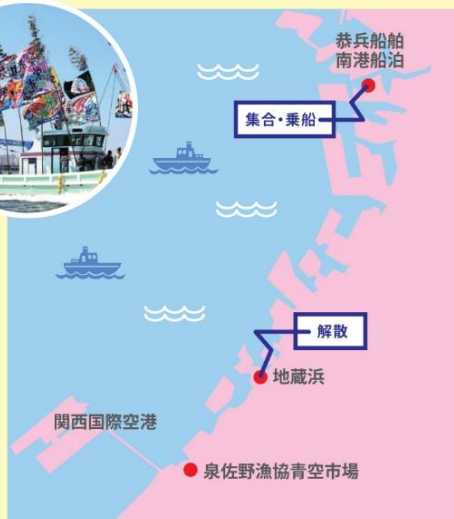 恭兵船舶
南港船泊
集合・乗船
解散
地蔵浜
関西国際空港
泉佐野漁協青空市場